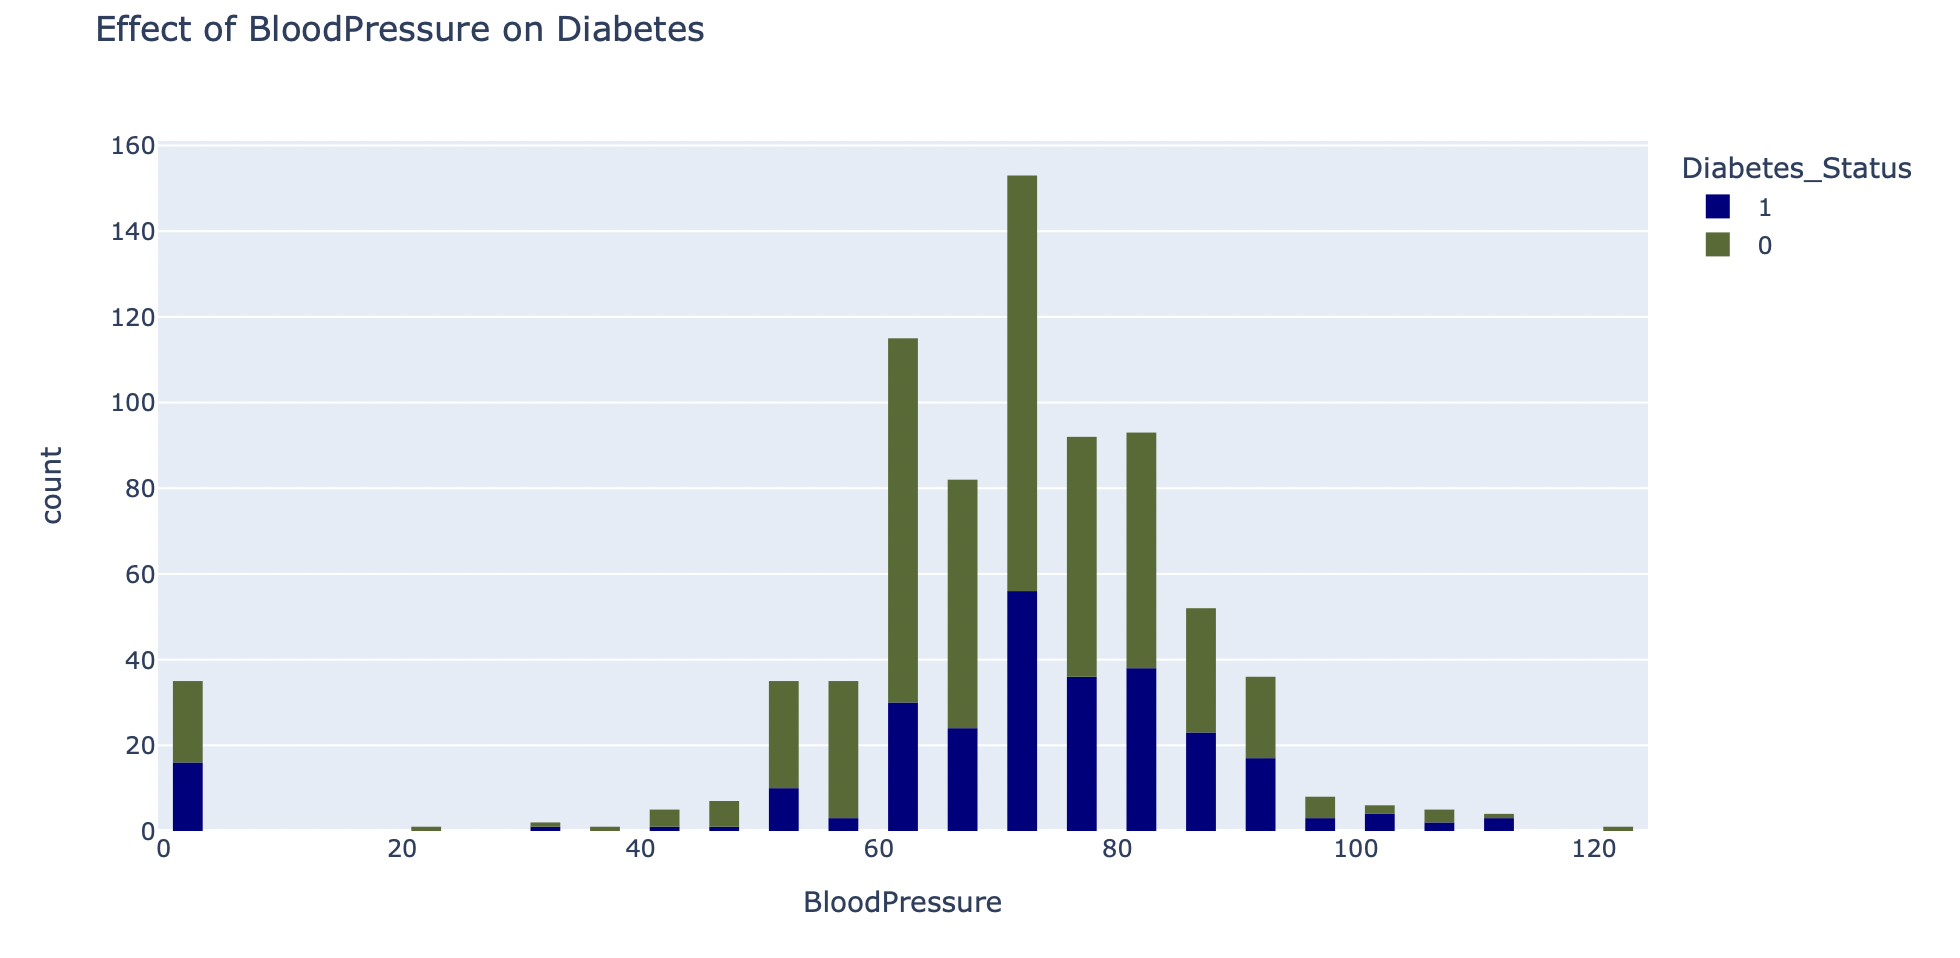 Effect of BloodPressure on Diabetes
160
140
120
100
80
60
40
20
0
count
0 20 40 60 80 100 120
BloodPressure
Diabetes_Status
1
0